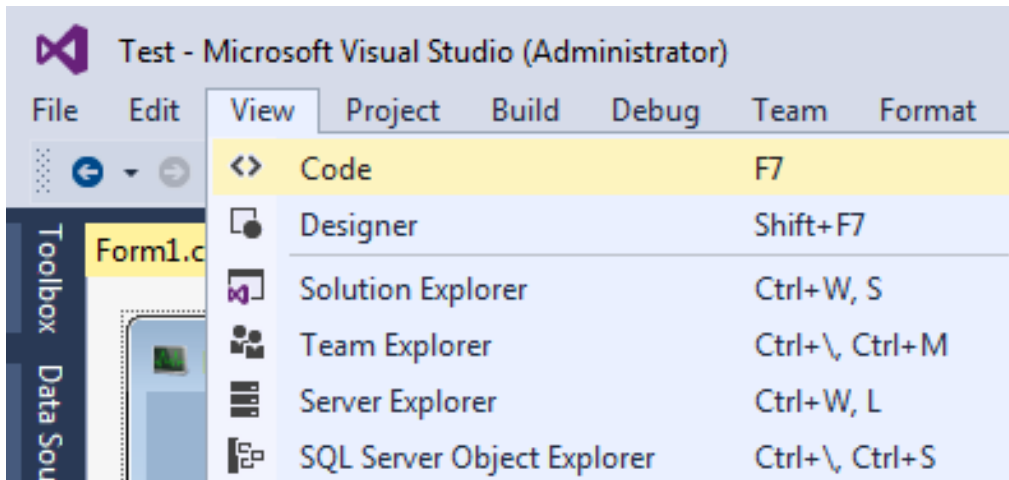 Test - Microsoft Visual Studio (Administrator)
File Edit View Project Build Debug Team Format
Code F7
Designer Shift+F7
Solution Explorer Ctrl+W, S
Team Explorer Ctrl+\, Ctrl+M
Server Explorer Ctrl+W, L
SQL Server Object Explorer Ctrl+\, Ctrl+S
Form1.c
Toolbox
Data Sou